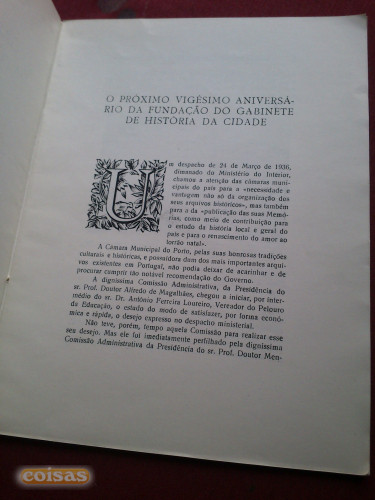 O PRÓXIMO VIGÉSIMO ANIVERSÁ-
RIO DA FUNDAÇÃO DO GABINETE
DE HISTÓRIA DA CIDADE
Um despacho de 24 de Março de 1936,
dimanado do Ministério do Interior,
chamou a atenção das câmaras muni-
cipais do país para a «necessidade e
vantagem não só da organização dos
seus arquivos históricos», mas também
para a da «publicação das suas Memó-
rias, como meio de contribuição para
o estudo da história local e geral do
país e para o renascimento do amor ao
torrão natal».
A Câmara Municipal do Porto, pelas suas honrosas tradições
culturais e históricas, e possuidora dum dos mais importantes arqui-
vos existentes em Portugal, não podia deixar de acarinhar e de
procurar cumprir tão notável recomendação do Governo.
A digníssima Comissão Administrativa, da Presidência do
sr. Prof. Doutor Alfredo de Magalhães, chegou a iniciar, por inter-
médio do sr. Dr. António Ferreira Loureiro, Vereador do Pelouro
da Educação, o estudo do modo de satisfazer, por forma econó-
mica e rápida, o desejo expresso no despacho ministerial.
Não teve, porém, tempo aquela Comissão para realizar esse
seu desejo. Mas ele foi imediatamente perfilhado pela digníssima
Comissão Administrativa da Presidência do sr. Prof. Doutor Men-
coisas